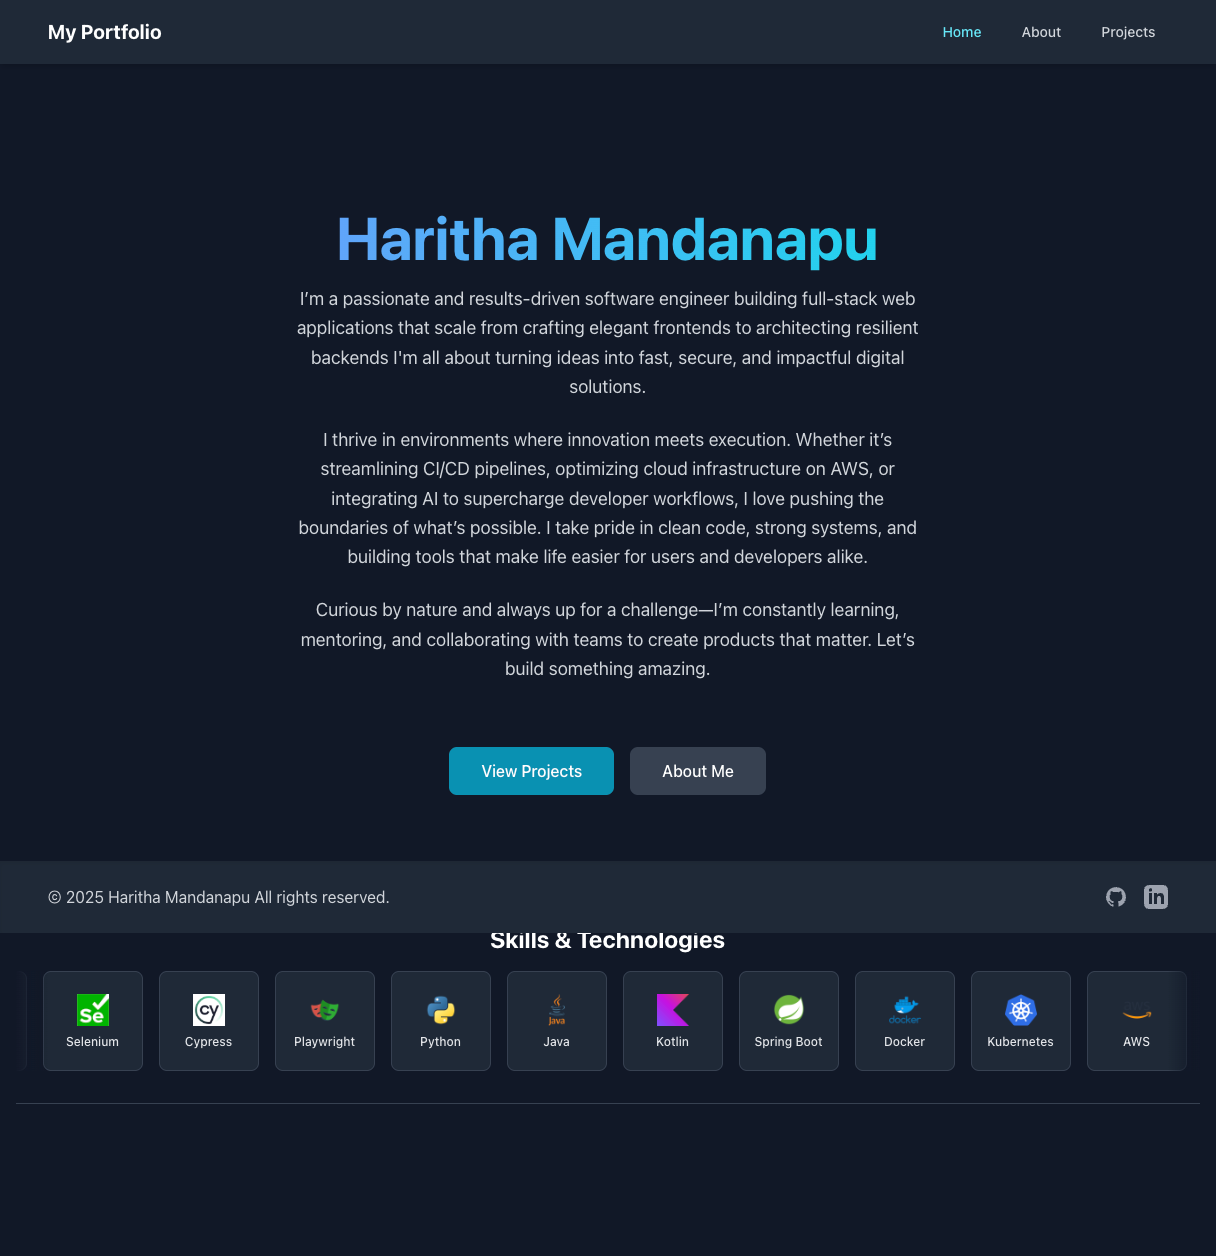 My Portfolio
Home
About
Projects
Haritha Mandanapu
I’m a passionate and results-driven software engineer building full-stack web
applications that scale from crafting elegant frontends to architecting resilient
backends I'm all about turning ideas into fast, secure, and impactful digital
solutions.
I thrive in environments where innovation meets execution. Whether it’s
streamlining CI/CD pipelines, optimizing cloud infrastructure on AWS, or
integrating AI to supercharge developer workflows, I love pushing the
boundaries of what’s possible. I take pride in clean code, strong systems, and
building tools that make life easier for users and developers alike.
Curious by nature and always up for a challenge—I’m constantly learning,
mentoring, and collaborating with teams to create products that matter. Let’s
build something amazing.
View Projects
About Me
© 2025 Haritha Mandanapu All rights reserved.
in
Skills & Technologies
Se
Selenium
cy
Cypress
Playwright
Python
Java
Java
Kotlin
Spring Boot
docker
Docker
Kubernetes
AWS